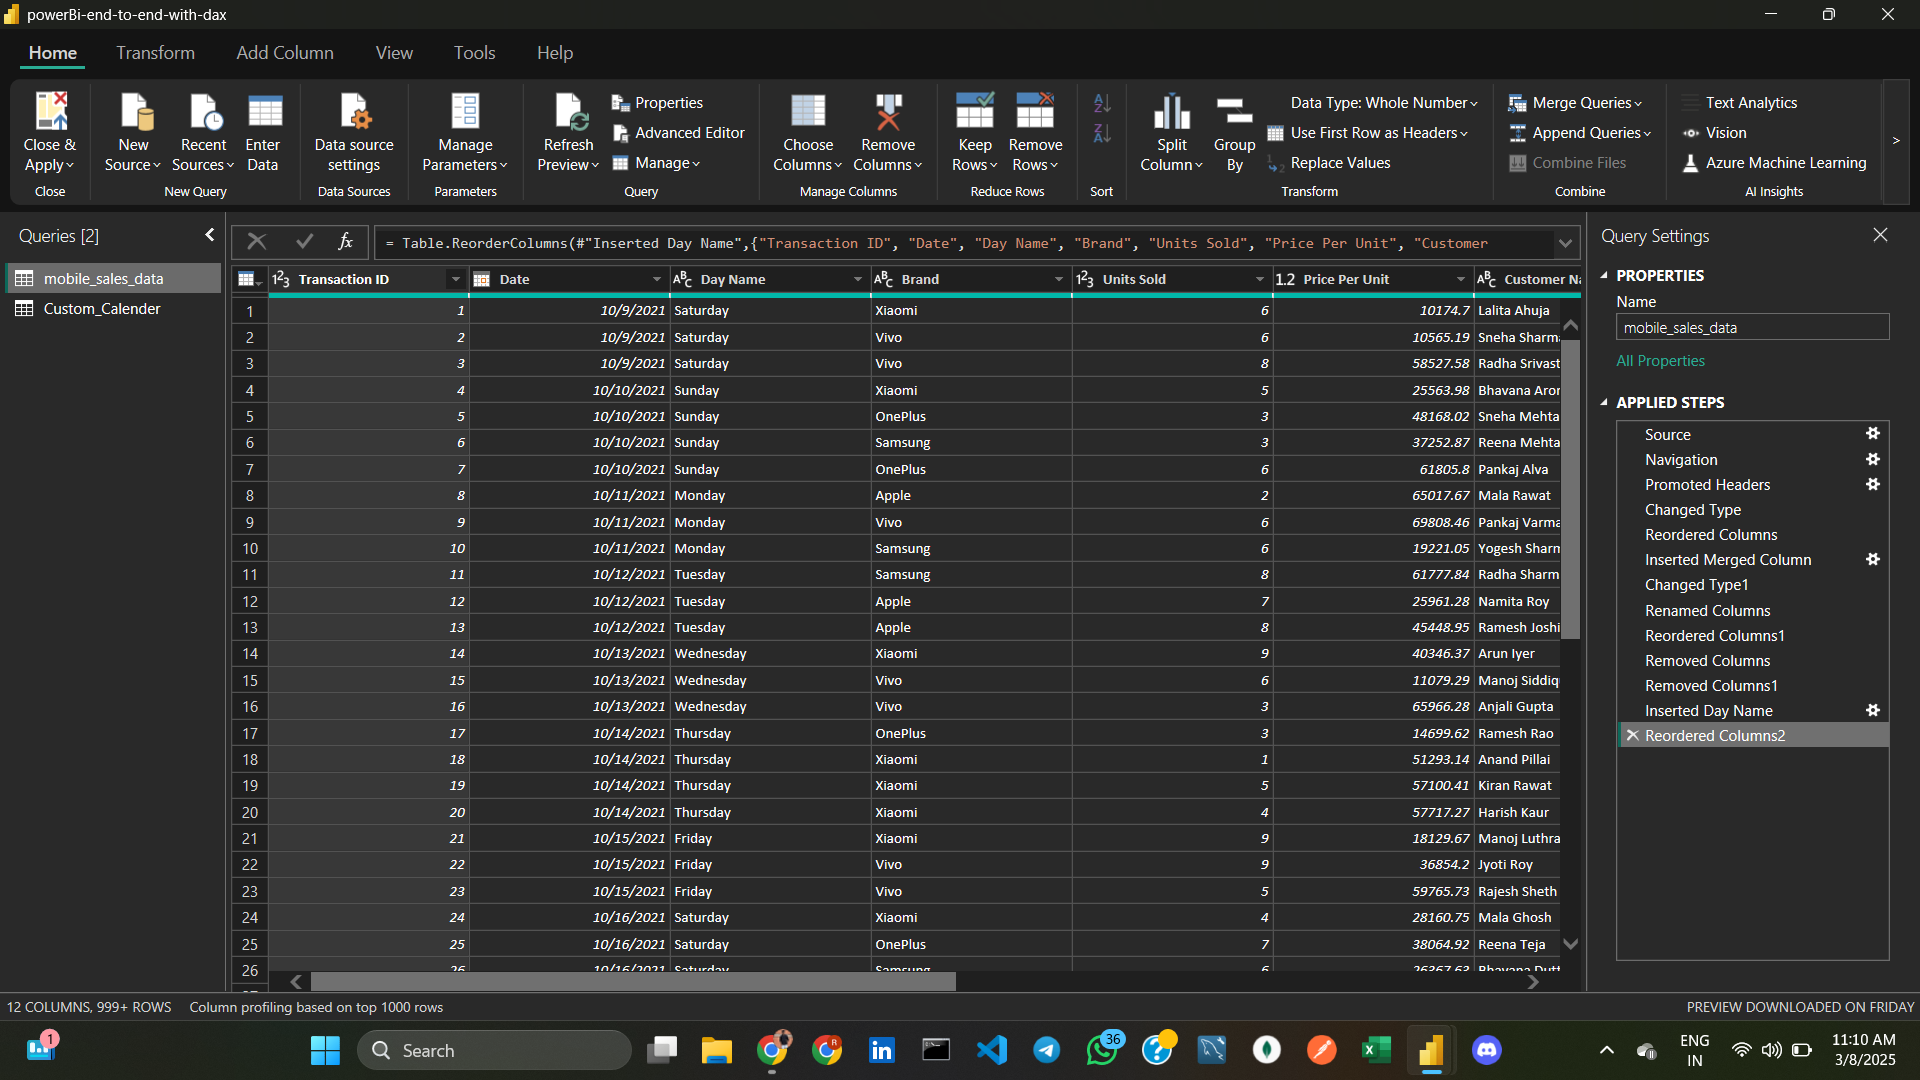 powerBi-end-to-end-with-dax
Home Transform Add Column View Tools Help
Close & Apply
Close
New Source
Recent Sources
Enter Data
New Query
Data source settings
Data Sources
Manage Parameters
Parameters
Refresh Preview
Properties
Advanced Editor
Manage
Query
Choose Columns
Remove Columns
Manage Columns
Keep Rows
Remove Rows
Reduce Rows
Sort
Split Column
Group By
Data Type: Whole Number
Use First Row as Headers
Replace Values
Transform
Merge Queries
Append Queries
Combine Files
Combine
Text Analytics
Vision
Azure Machine Learning
AI Insights
Queries [2]
mobile_sales_data
Custom_Calender
fx = Table.ReorderColumns(#"Inserted Day Name",{"Transaction ID", "Date", "Day Name", "Brand", "Units Sold", "Price Per Unit", "Customer
Transaction ID Date Day Name Brand Units Sold 1.2 Price Per Unit Customer Na
1 1 10/9/2021 Saturday Xiaomi 6 10174.7 Lalita Ahuja
2 2 10/9/2021 Saturday Vivo 6 10565.19 Sneha Sharm
3 3 10/9/2021 Saturday Vivo 8 58527.58 Radha Srivast
4 4 10/10/2021 Sunday Xiaomi 5 25563.98 Bhavana Aror
5 5 10/10/2021 Sunday OnePlus 3 48168.02 Sneha Mehta
6 6 10/10/2021 Sunday Samsung 3 37252.87 Reena Mehta
7 7 10/10/2021 Sunday OnePlus 6 61805.8 Pankaj Alva
8 8 10/11/2021 Monday Apple 2 65017.67 Mala Rawat
9 9 10/11/2021 Monday Vivo 6 69808.46 Pankaj Varma
10 10 10/11/2021 Monday Samsung 6 19221.05 Yogesh Sharm
11 11 10/12/2021 Tuesday Samsung 8 61777.84 Radha Sharm
12 12 10/12/2021 Tuesday Apple 7 25961.28 Namita Roy
13 13 10/12/2021 Tuesday Apple 8 45448.95 Ramesh Joshi
14 14 10/13/2021 Wednesday Xiaomi 9 40346.37 Arun Iyer
15 15 10/13/2021 Wednesday Vivo 6 11079.29 Manoj Siddiq
16 16 10/13/2021 Wednesday Vivo 3 65966.28 Anjali Gupta
17 17 10/14/2021 Thursday OnePlus 3 14699.62 Ramesh Rao
18 18 10/14/2021 Thursday Xiaomi 1 51293.14 Anand Pillai
19 19 10/14/2021 Thursday Xiaomi 5 57100.41 Kiran Rawat
20 20 10/14/2021 Thursday Xiaomi 4 57717.27 Harish Kaur
21 21 10/15/2021 Friday Xiaomi 9 18129.67 Manoj Luthra
22 22 10/15/2021 Friday Vivo 9 36854.2 Jyoti Roy
23 23 10/15/2021 Friday Vivo 5 59765.73 Rajesh Sheth
24 24 10/16/2021 Saturday Xiaomi 4 28160.75 Mala Ghosh
25 25 10/16/2021 Saturday OnePlus 7 38064.92 Reena Teja
26 26 10/16/2021 Saturday Samsung 6 26367.63 Bhavana Dutt
Query Settings
PROPERTIES
Name
mobile_sales_data
All Properties
APPLIED STEPS
Source
Navigation
Promoted Headers
Changed Type
Reordered Columns
Inserted Merged Column
Changed Type1
Renamed Columns
Reordered Columns1
Removed Columns
Removed Columns1
Inserted Day Name
Reordered Columns2
12 COLUMNS, 999+ ROWS Column profiling based on top 1000 rows
PREVIEW DOWNLOADED ON FRIDAY
1
Search
36
ENG
IN
11:10 AM
3/8/2025